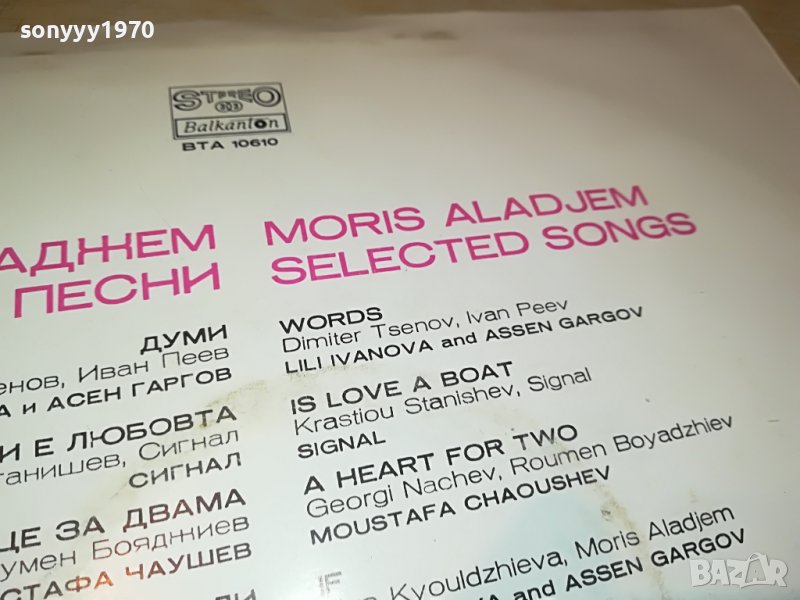 sonyyy1970
STEREO
Balkanton
BTA 10610
АДЖЕМ
ПЕСНИ
MORIS ALADJEM
SELECTED SONGS
ДУМИ
енов, Иван Пеев
А и АСЕН ГАРГОВ
И Е ЛЮБОВТА
танишев, Сигнал
СИГНАЛ
ЦЕ ЗА ДВАМА
умен Бояджиев
СТАФА ЧАУШЕВ
WORDS
Dimiter Tsenov, Ivan Peev
LILI IVANOVA and ASSEN GARGOV
IS LOVE A BOAT
Krastiou Stanishev, Signal
SIGNAL
A HEART FOR TWO
Georgi Nachev, Roumen Boyadzhiev
MOUSTAFA CHAOUSHEV
IF
Kyouldzhieva, Moris Aladjem
and ASSEN GARGOV
BAZAR